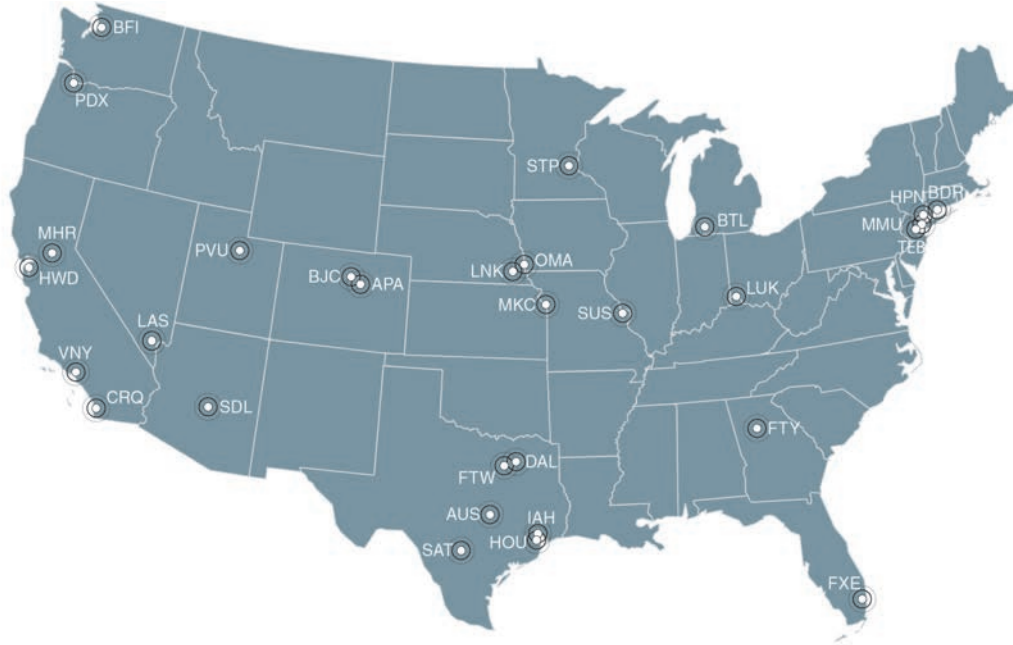 BFI
PDX
STP
HPN
BDR
MMU
TEB
BTL
MHR
PVU
HWD
BJC
APA
LNK
OMA
LUK
MKC
SUS
LAS
VNY
CRQ
SDL
FTY
DAL
FTW
AUS
IAH
HOU
SAT
FXE